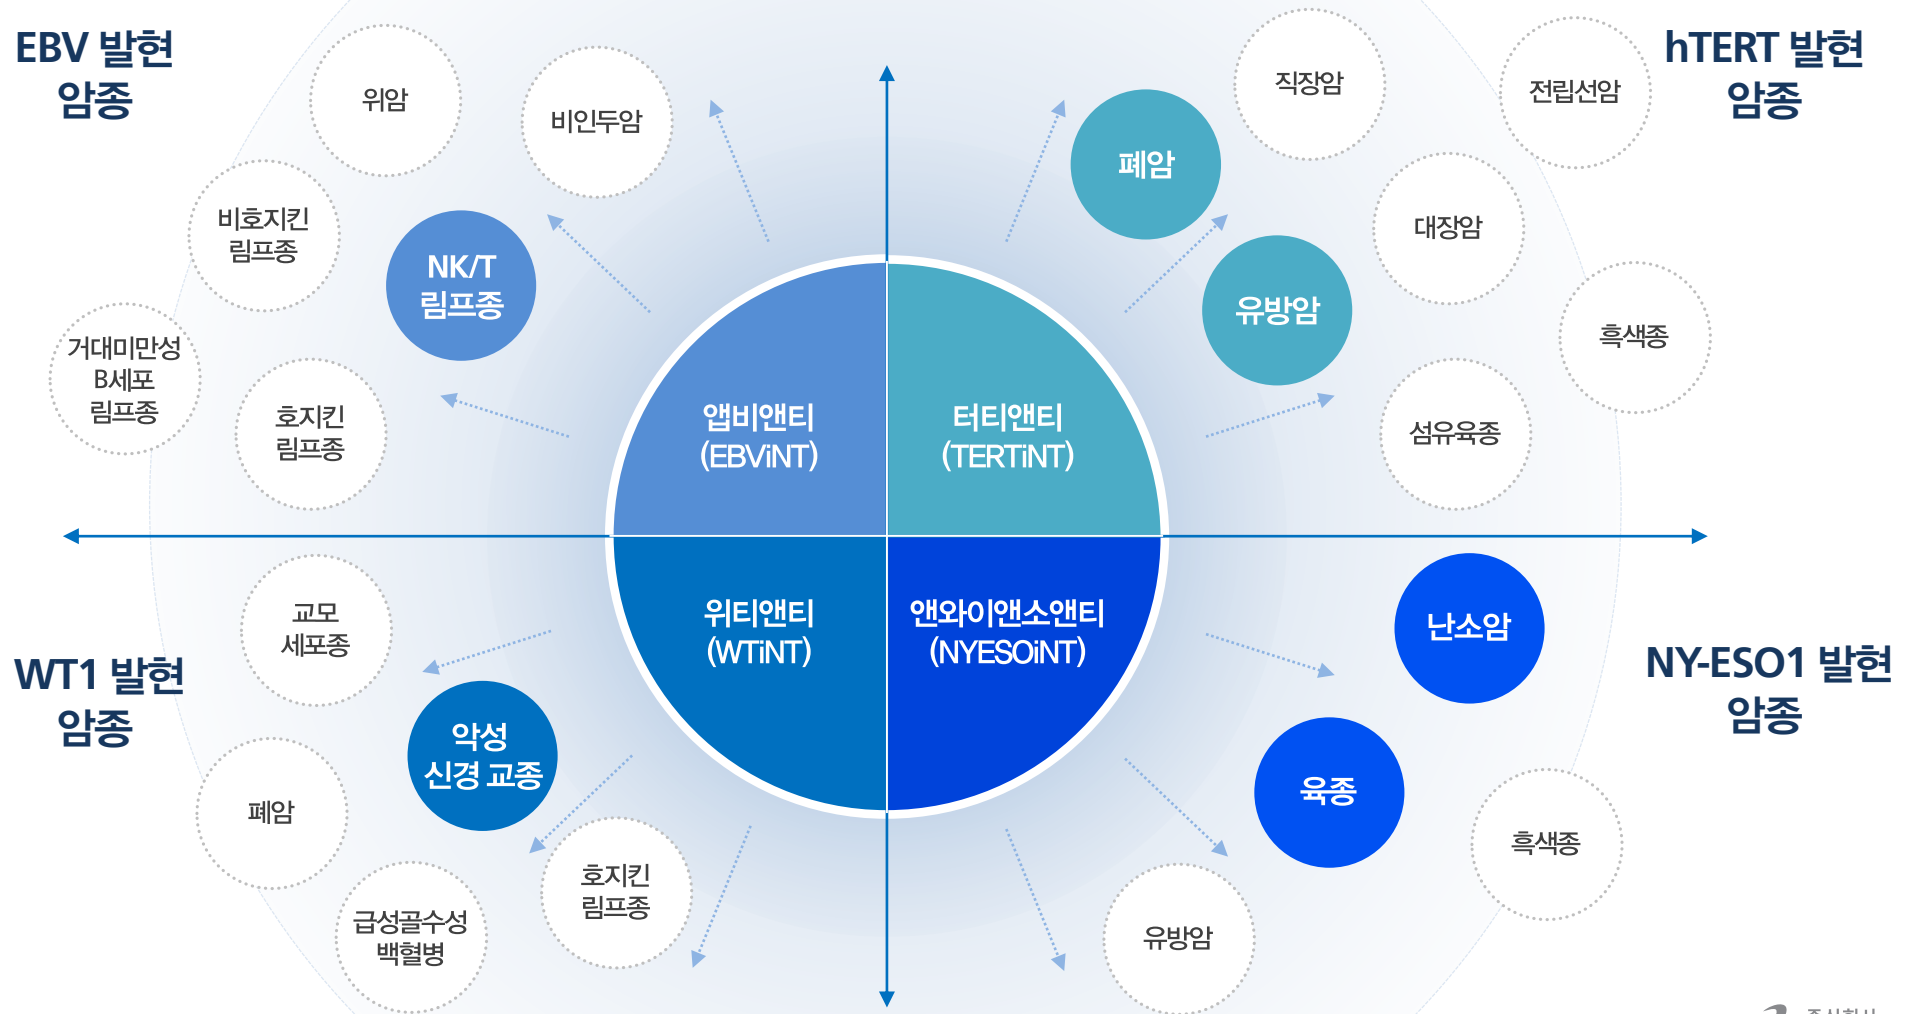 EBV 발현
암종
위암
비인두암
비호지킨
림프종
NK/T
림프종
거대미만성
B세포
림프종
호지킨
림프종
hTERT 발현
암종
직장암
전립선암
폐암
대장암
유방암
흑색종
섬유육종
앱비앤티
(EBViNT)
터티앤티
(TERTiNT)
위티앤티
(WTiNT)
앤와이앤소앤티
(NYESOiNT)
WT1 발현
암종
교모
세포종
악성
신경 교종
폐암
급성골수성
백혈병
호지킨
림프종
NY-ESO1 발현
암종
난소암
육종
흑색종
유방암